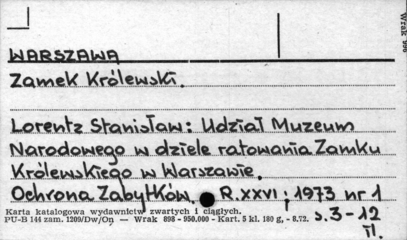 WARSZAWA
Zamek Królewski.
Lorentz Stanisław: Udział Muzeum
Narodowego w dziele ratowania Zamku
Królewskiego w Warszawie.
Ochrona Zabytków. R.XXVI; 1973 nr 1
s. 3-12
il.
Karta katalogowa wydawnictw zwartych i ciągłych.
PU-B 144 zam. 1209/Dw/Op — Wrak 898 - 950.000 - Kart. 5 kl. 180 g, - 8.72.